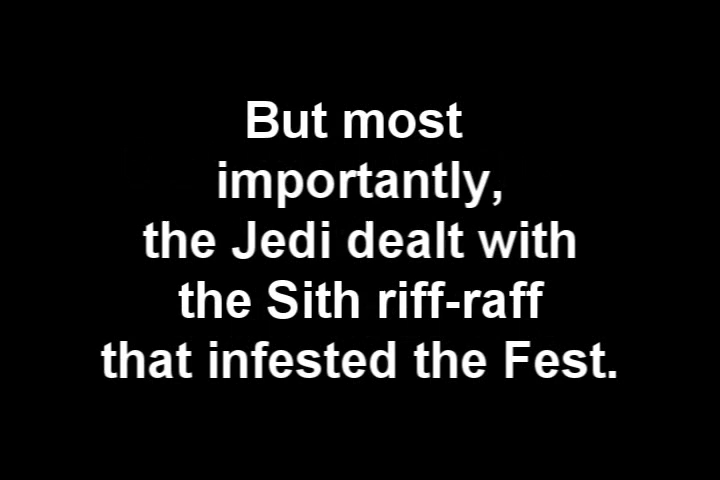 But most
importantly,
the Jedi dealt with
the Sith riff-raff
that infested the Fest.